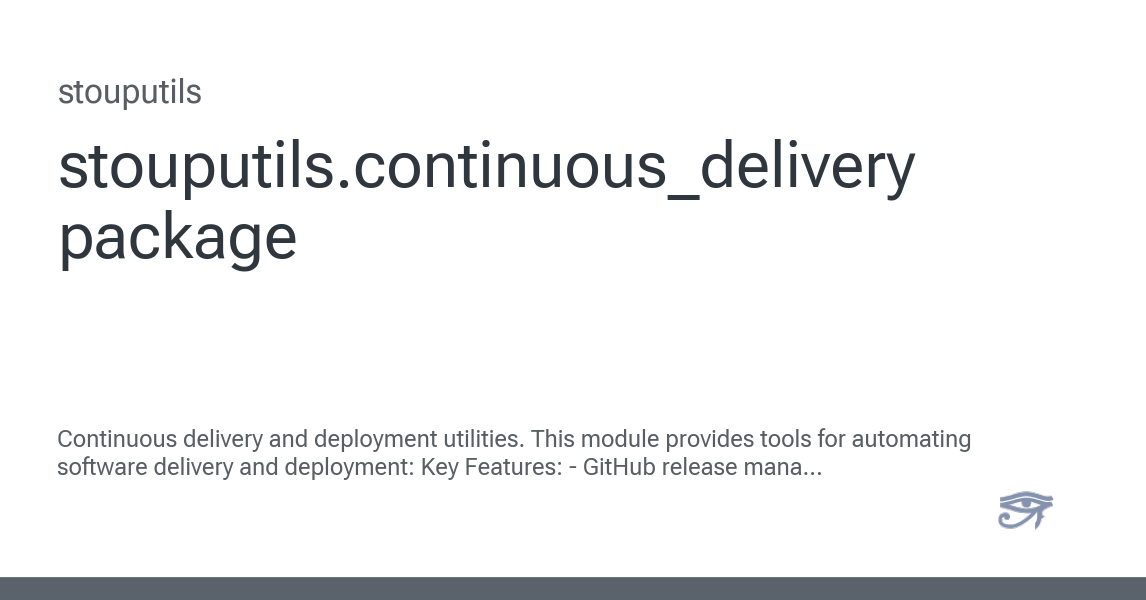 stouputils
stouputils.continuous_delivery
package
Continuous delivery and deployment utilities. This module provides tools for automating
software delivery and deployment: Key Features: - GitHub release mana...